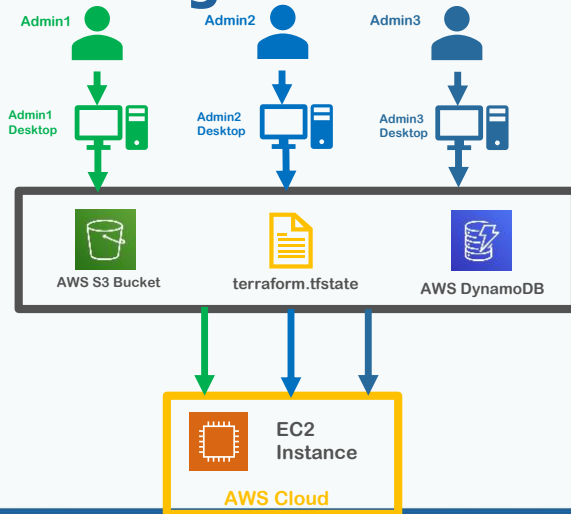 Admin1
Admin2
Admin3
Admin1
Desktop
Admin2
Desktop
Admin3
Desktop
AWS S3 Bucket
terraform.tfstate
AWS DynamoDB
EC2
Instance
AWS Cloud